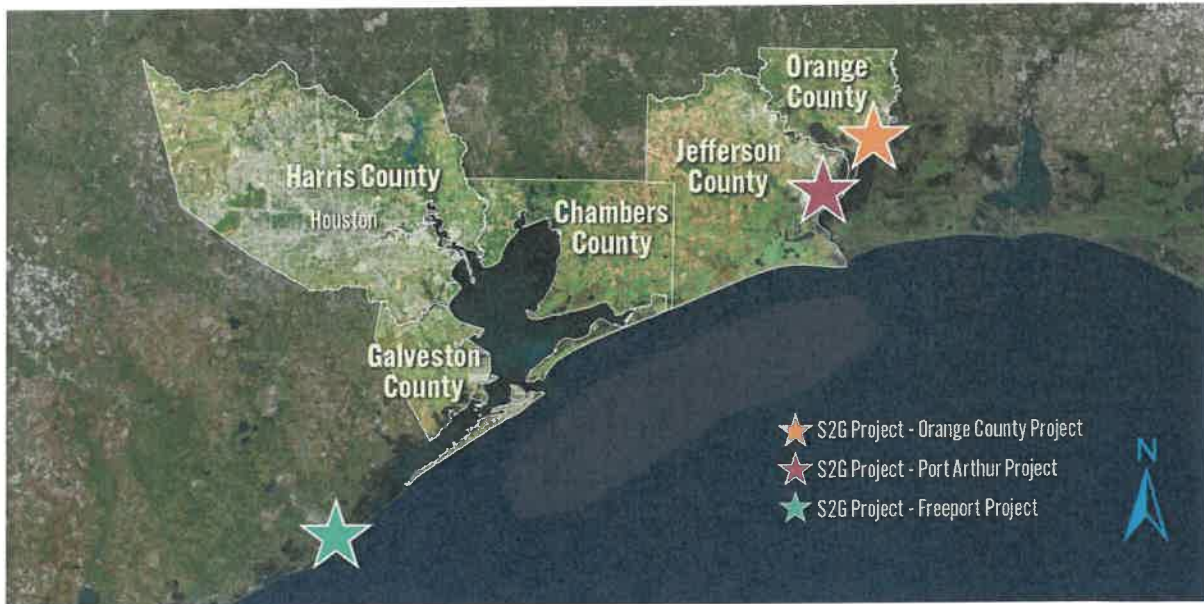 Orange
County
Jefferson
County
Harris County
Houston
Chambers
County
Galveston
County
S2G Project - Orange County Project
S2G Project - Port Arthur Project
S2G Project - Freeport Project
N